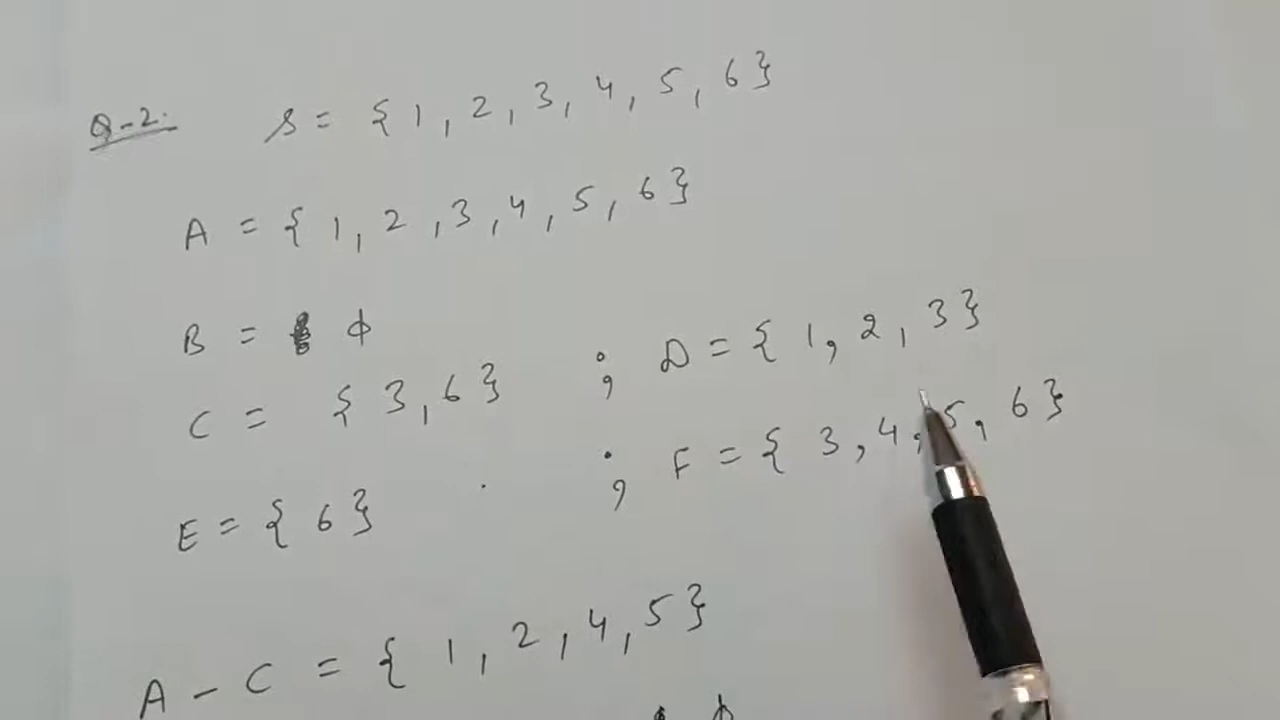 Q-2. S = { 1, 2, 3, 4, 5, 6 }
A = { 1, 2, 3, 4, 5, 6 }
B = ϕ
C = { 3, 6 } ; D = { 1, 2, 3 }
E = { 6 } ; F = { 3, 4, 5, 6 }
A - C = { 1, 2, 4, 5 }
ϕ